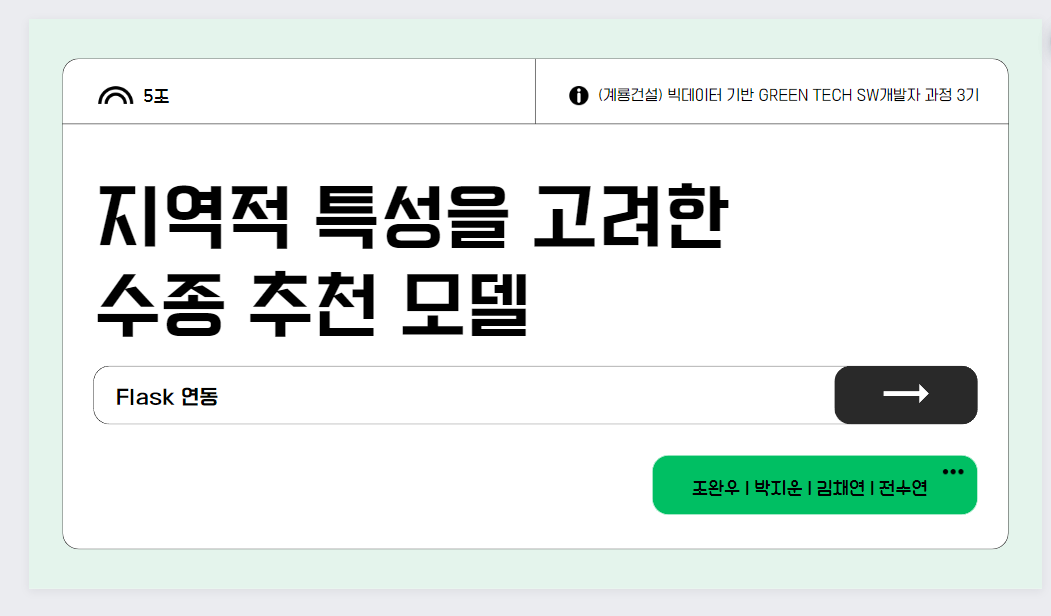 5조
(계룡건설) 빅데이터 기반 GREEN TECH SW개발자 과정 3기
지역적 특성을 고려한
수종 추천 모델
Flask 연동
조완우 | 박지운 | 김채연 | 전수연